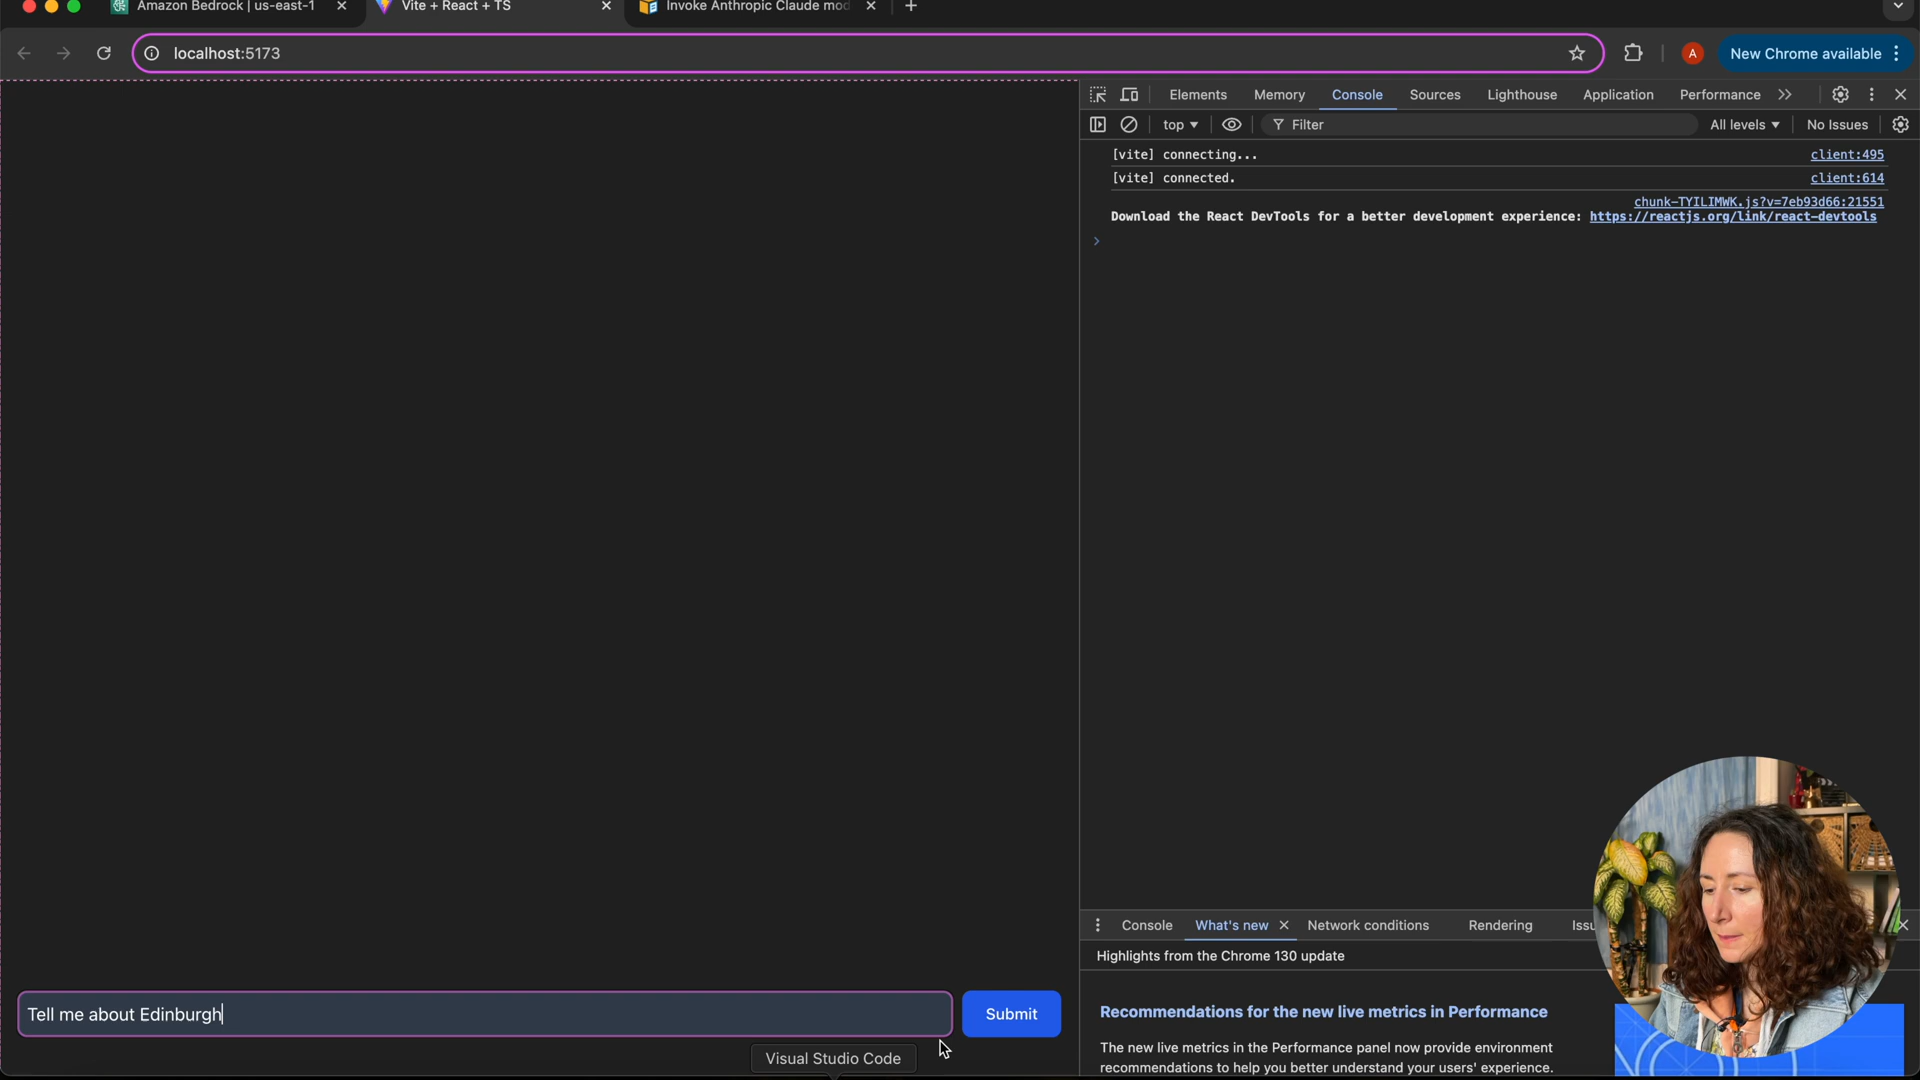 Amazon Bedrock | us-east-1
Vite + React + TS
Invoke Anthropic Claude mod
localhost:5173
A
New Chrome available
Elements
Memory
Console
Sources
Lighthouse
Application
Performance
top
Filter
All levels
No Issues
[vite] connecting...
client:495
[vite] connected.
client:614
chunk-TYILIMWK.js?v=7eb93d66:21551
Download the React DevTools for a better development experience: https://reactjs.org/link/react-devtools
Console
What's new
Network conditions
Rendering
Issu
Highlights from the Chrome 130 update
Recommendations for the new live metrics in Performance
The new live metrics in the Performance panel now provide environment
recommendations to help you better understand your users' experience.
Tell me about Edinburgh
Submit
Visual Studio Code